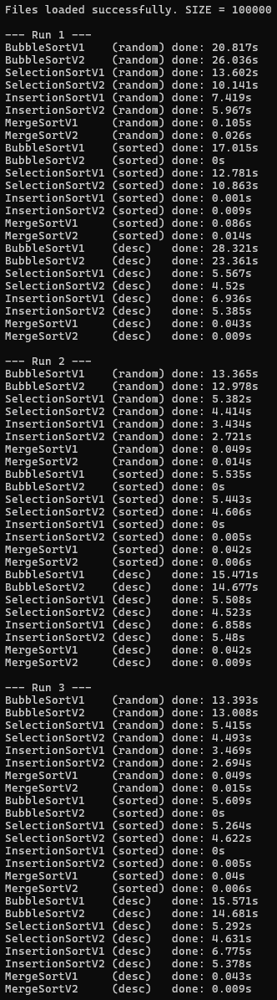 Files loaded successfully. SIZE = 100000

--- Run 1 ---
BubbleSortV1    (random) done: 20.817s
BubbleSortV2    (random) done: 26.036s
SelectionSortV1 (random) done: 13.602s
SelectionSortV2 (random) done: 10.141s
InsertionSortV1 (random) done: 7.419s
InsertionSortV2 (random) done: 5.967s
MergeSortV1     (random) done: 0.105s
MergeSortV2     (random) done: 0.026s
BubbleSortV1    (sorted) done: 17.015s
BubbleSortV2    (sorted) done: 0s
SelectionSortV1 (sorted) done: 12.781s
SelectionSortV2 (sorted) done: 10.863s
InsertionSortV1 (sorted) done: 0.001s
InsertionSortV2 (sorted) done: 0.009s
MergeSortV1     (sorted) done: 0.086s
MergeSortV2     (sorted) done: 0.014s
BubbleSortV1    (desc)   done: 28.321s
BubbleSortV2    (desc)   done: 23.361s
SelectionSortV1 (desc)   done: 5.567s
SelectionSortV2 (desc)   done: 4.52s
InsertionSortV1 (desc)   done: 6.936s
InsertionSortV2 (desc)   done: 5.385s
MergeSortV1     (desc)   done: 0.043s
MergeSortV2     (desc)   done: 0.009s

--- Run 2 ---
BubbleSortV1    (random) done: 13.365s
BubbleSortV2    (random) done: 12.978s
SelectionSortV1 (random) done: 5.382s
SelectionSortV2 (random) done: 4.414s
InsertionSortV1 (random) done: 3.434s
InsertionSortV2 (random) done: 2.721s
MergeSortV1     (random) done: 0.049s
MergeSortV2     (random) done: 0.014s
BubbleSortV1    (sorted) done: 5.535s
BubbleSortV2    (sorted) done: 0s
SelectionSortV1 (sorted) done: 5.443s
SelectionSortV2 (sorted) done: 4.606s
InsertionSortV1 (sorted) done: 0s
InsertionSortV2 (sorted) done: 0.005s
MergeSortV1     (sorted) done: 0.042s
MergeSortV2     (sorted) done: 0.006s
BubbleSortV1    (desc)   done: 15.471s
BubbleSortV2    (desc)   done: 14.677s
SelectionSortV1 (desc)   done: 5.508s
SelectionSortV2 (desc)   done: 4.523s
InsertionSortV1 (desc)   done: 6.858s
InsertionSortV2 (desc)   done: 5.48s
MergeSortV1     (desc)   done: 0.042s
MergeSortV2     (desc)   done: 0.009s

--- Run 3 ---
BubbleSortV1    (random) done: 13.393s
BubbleSortV2    (random) done: 13.008s
SelectionSortV1 (random) done: 5.415s
SelectionSortV2 (random) done: 4.493s
InsertionSortV1 (random) done: 3.469s
InsertionSortV2 (random) done: 2.694s
MergeSortV1     (random) done: 0.049s
MergeSortV2     (random) done: 0.015s
BubbleSortV1    (sorted) done: 5.609s
BubbleSortV2    (sorted) done: 0s
SelectionSortV1 (sorted) done: 5.264s
SelectionSortV2 (sorted) done: 4.622s
InsertionSortV1 (sorted) done: 0s
InsertionSortV2 (sorted) done: 0.005s
MergeSortV1     (sorted) done: 0.04s
MergeSortV2     (sorted) done: 0.006s
BubbleSortV1    (desc)   done: 15.571s
BubbleSortV2    (desc)   done: 14.681s
SelectionSortV1 (desc)   done: 5.292s
SelectionSortV2 (desc)   done: 4.631s
InsertionSortV1 (desc)   done: 6.775s
InsertionSortV2 (desc)   done: 5.378s
MergeSortV1     (desc)   done: 0.043s
MergeSortV2     (desc)   done: 0.009s